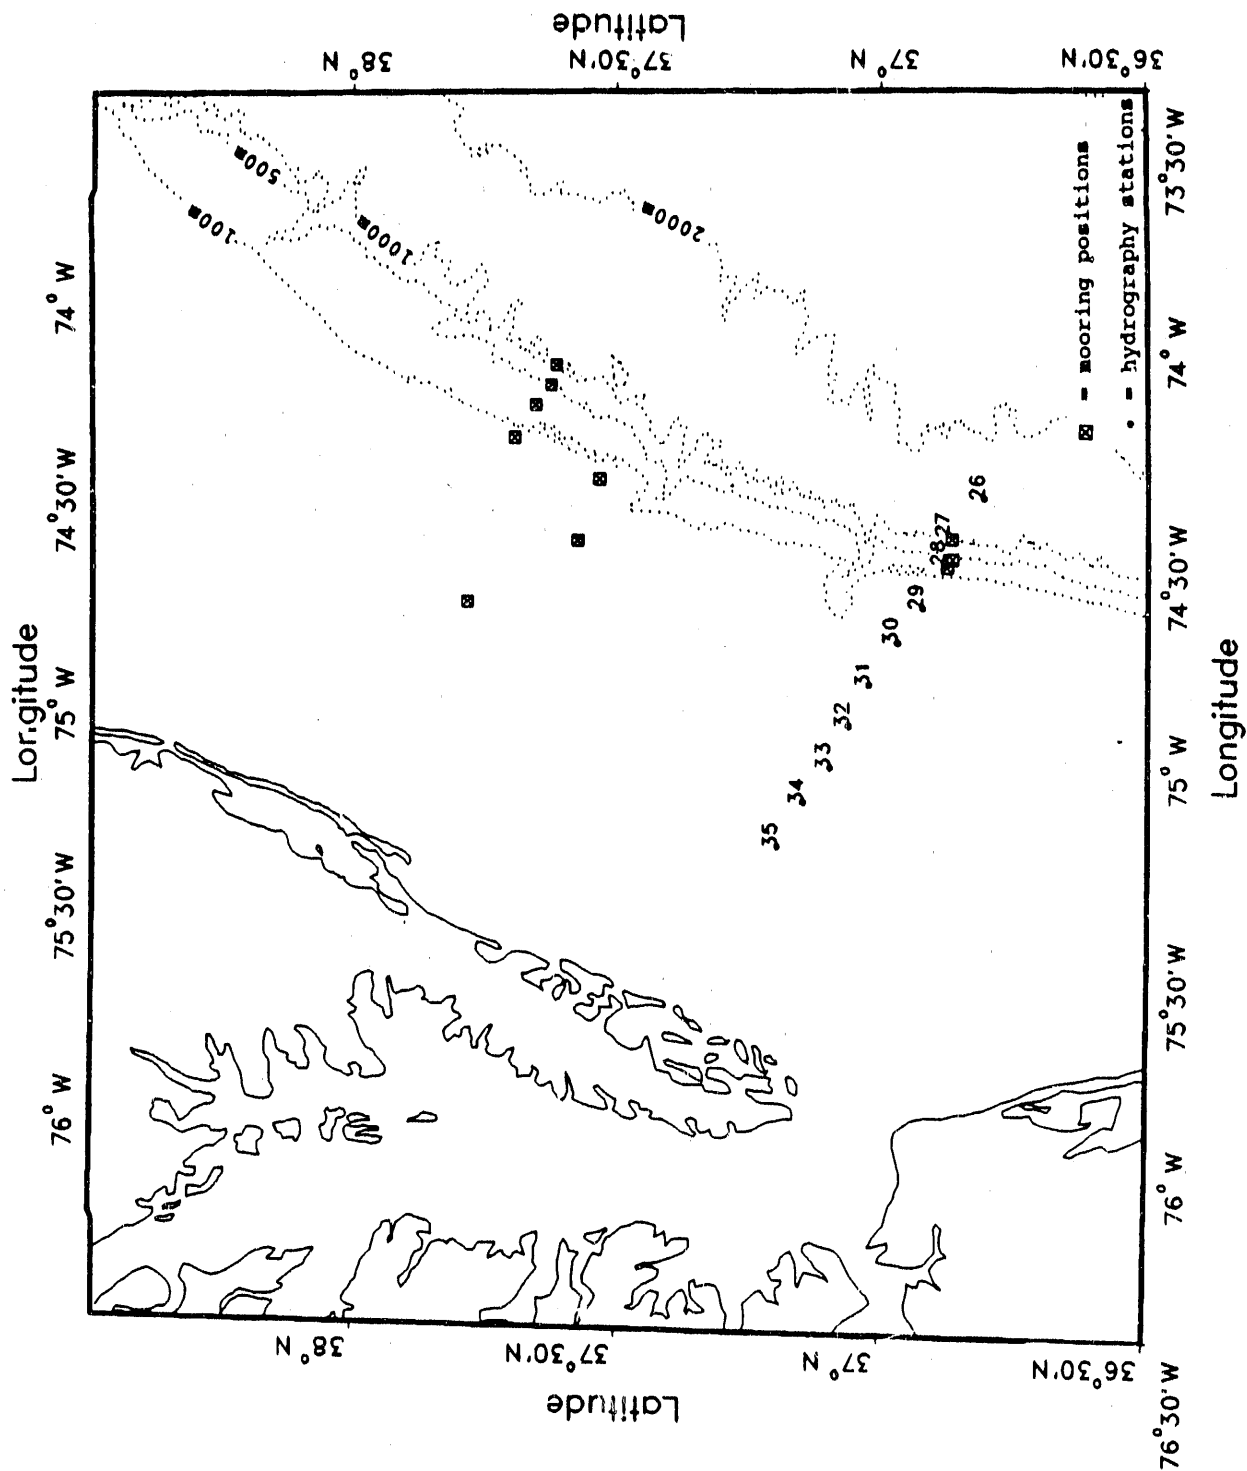 Latitude
38° N
37°30'N
37° N
36°30'N
Lor.gitude
74° W
74°30'W
75° W
75°30'W
76° W
100m
500m
1000m
2000m
⊠ = mooring positions
• = hydrography stations
26
27
28
29
30
31
32
33
34
35
73°30'W
74° W
74°30'W
75° W
75°30'W
76° W
76°30'W
Longitude
38° N
37°30'N
37° N
36°30'N
Latitude